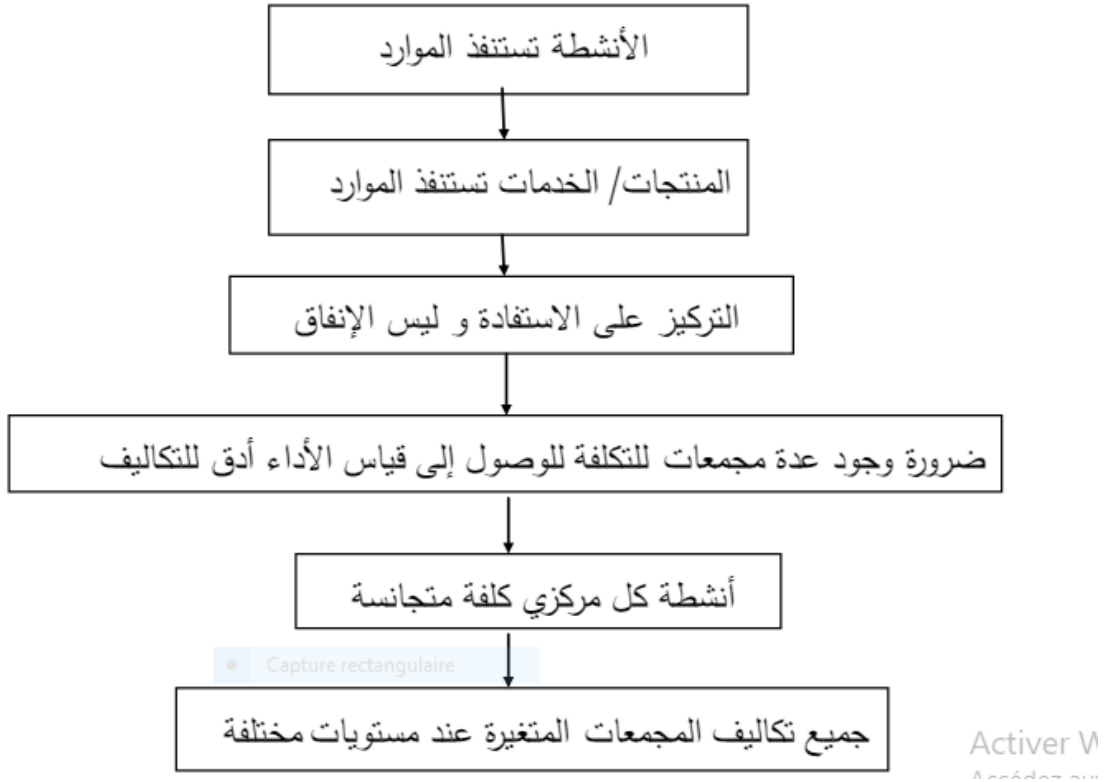 الأنشطة تستنفذ الموارد
المنتجات/ الخدمات تستنفذ الموارد
التركيز على الاستفادة و ليس الإنفاق
ضرورة وجود عدة مجمعات للتكلفة للوصول إلى قياس الأداء أدق للتكاليف
أنشطة كل مركزي كلفة متجانسة
Capture rectangulaire
جميع تكاليف المجمعات المتغيرة عند مستويات مختلفة
Activer W